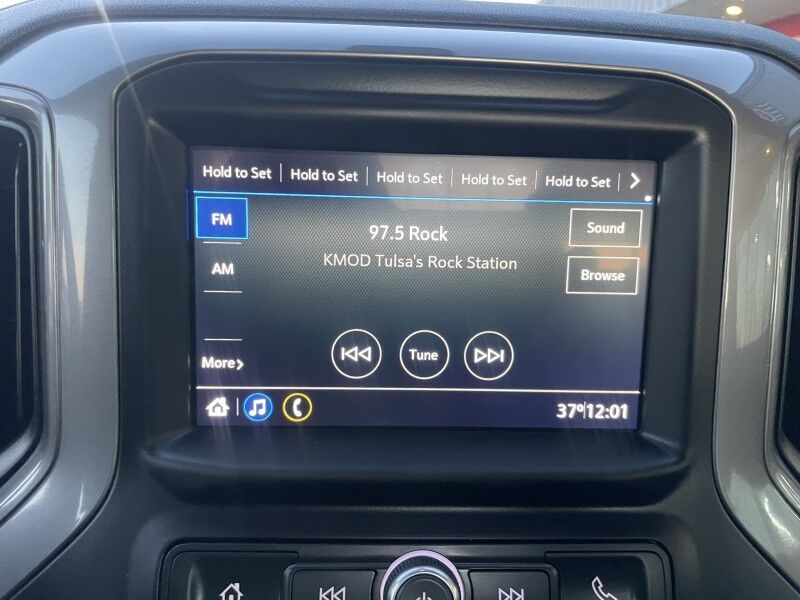 Hold to Set Hold to Set Hold to Set Hold to Set Hold to Set
FM
97.5 Rock
Sound
AM
KMOD Tulsa's Rock Station
Browse
More
Tune
37º 12:01